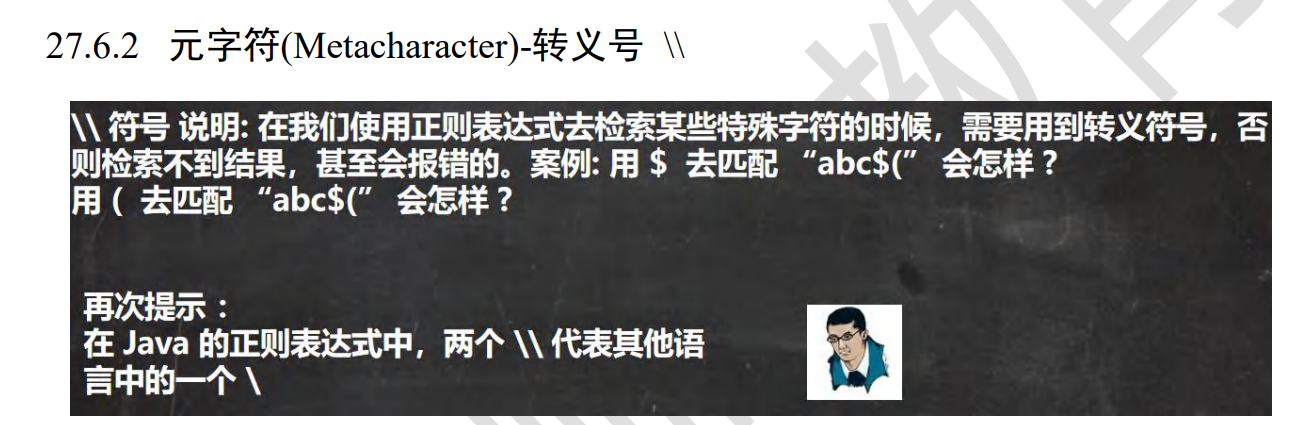 27.6.2 元字符(Metacharacter)-转义号 \\
\\ 符号 说明: 在我们使用正则表达式去检索某些特殊字符的时候，需要用到转义符号，否
则检索不到结果，甚至会报错的。案例: 用 $ 去匹配 “abc$(” 会怎样？
用 ( 去匹配 “abc$(” 会怎样？
再次提示：
在 Java 的正则表达式中，两个 \\ 代表其他语
言中的一个 \